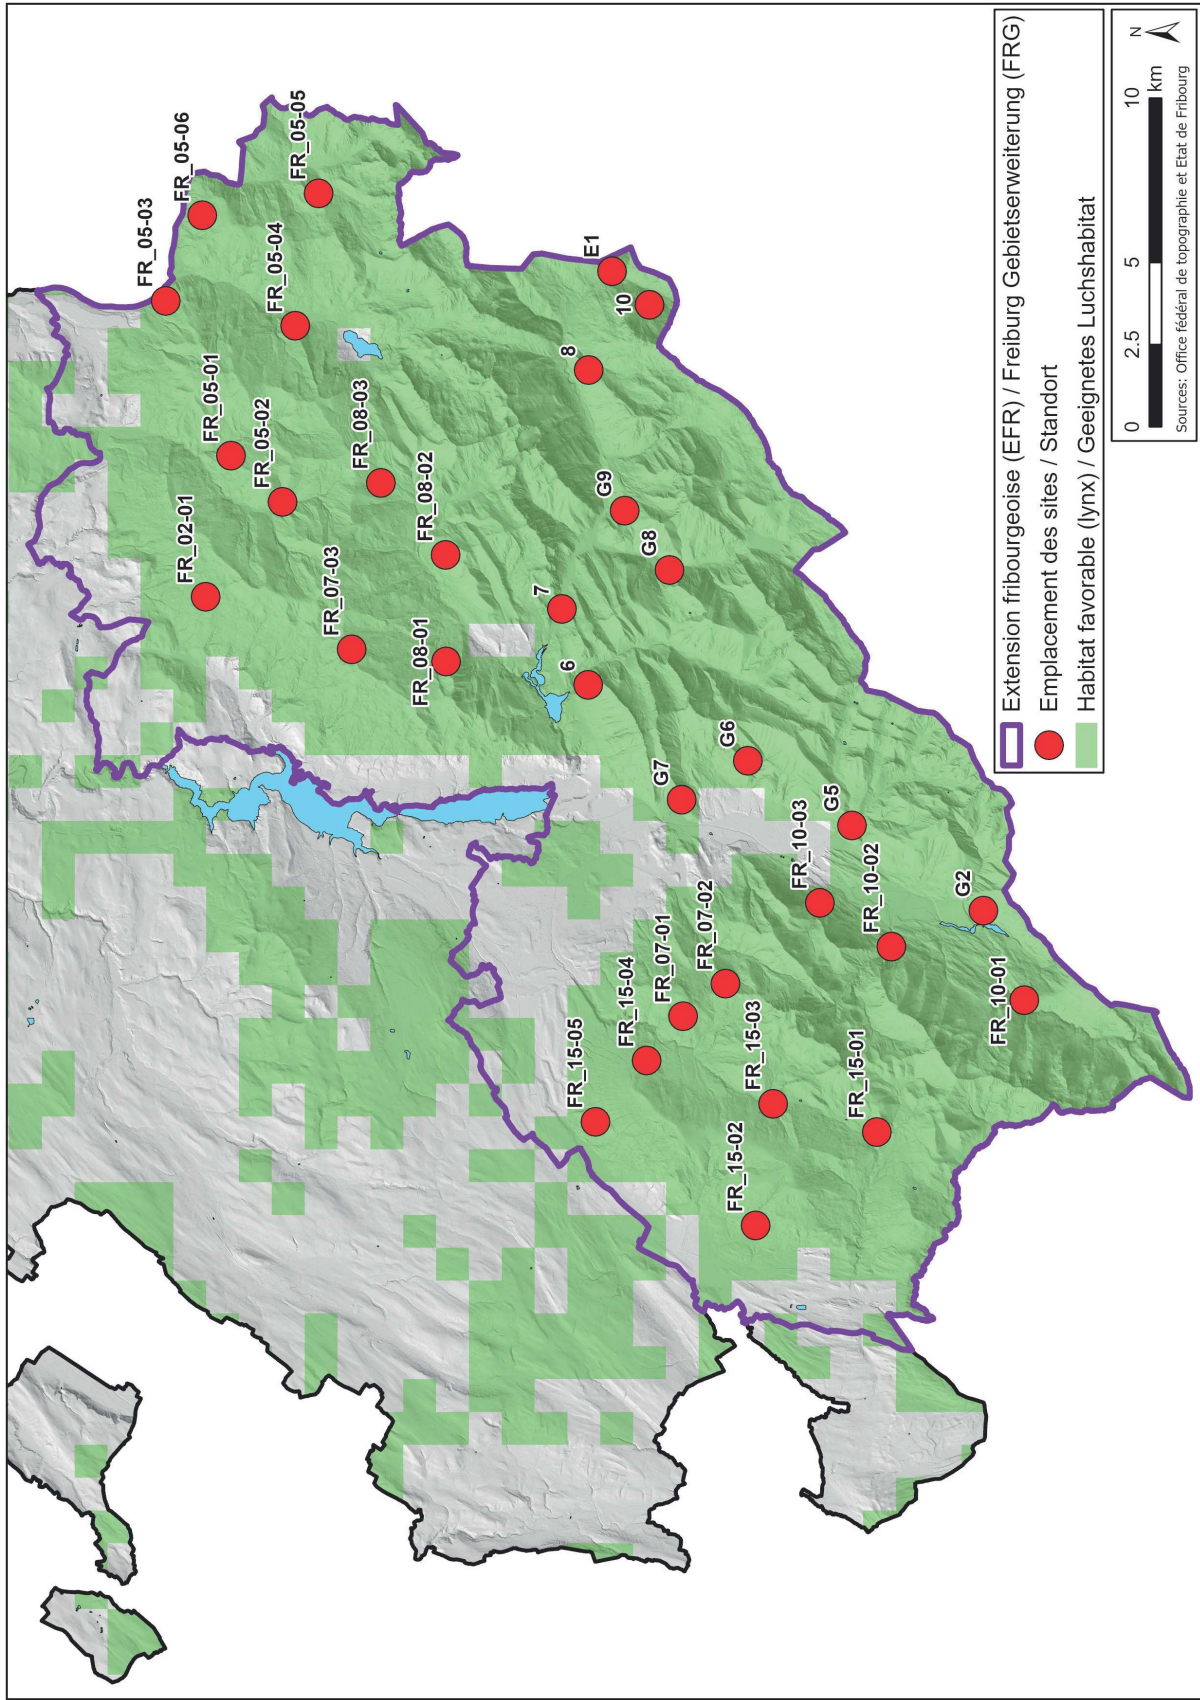 FR_05-03
FR_05-06
FR_05-05
FR_05-04
FR_05-01
FR_05-02
FR_02-01
FR_08-03
FR_08-02
FR_07-03
FR_08-01
E1
10
8
G9
G8
7
6
G6
G7
G5
FR_10-03
FR_10-02
G2
FR_10-01
FR_07-02
FR_07-01
FR_15-04
FR_15-05
FR_15-03
FR_15-01
FR_15-02
Extension fribourgeoise (EFR) / Freiburg Gebietserweiterung (FRG)
Emplacement des sites / Standort
Habitat favorable (lynx) / Geeignetes Luchshabitat
N
0 2.5 5 10
km
Sources: Office fédéral de topographie et Etat de Fribourg